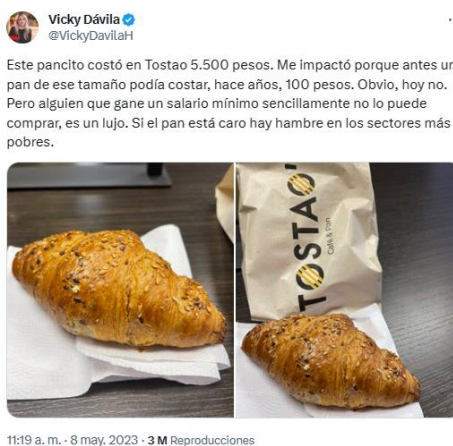 Vicky Dávila
@VickyDavilaH
Este pancito costó en Tostao 5.500 pesos. Me impactó porque antes un
pan de ese tamaño podía costar, hace años, 100 pesos. Obvio, hoy no.
Pero alguien que gane un salario mínimo sencillamente no lo puede
comprar, es un lujo. Si el pan está caro hay hambre en los sectores más
pobres.
TOSTAO'
Café & Pan
11:19 a. m. · 8 may. 2023 · 3 M Reproducciones